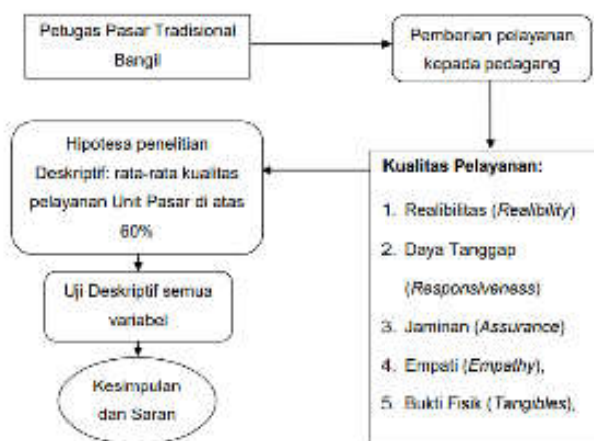 Petugas Pasar Tradisional
Bangil
Pemberian pelayanan
kepada pedagang
Kualitas Pelayanan:
1. Realibilitas (Realibility)
2. Daya Tanggap
(Responsiveness)
3. Jaminan (Assurance)
4. Empati (Empathy),
5. Bukti Fisik (Tangibles),
Hipotesa penelitian
Deskriptif: rata-rata kualitas
pelayanan Unit Pasar di atas
60%
Uji Deskriptif semua
variabel
Kesimpulan
dan Saran